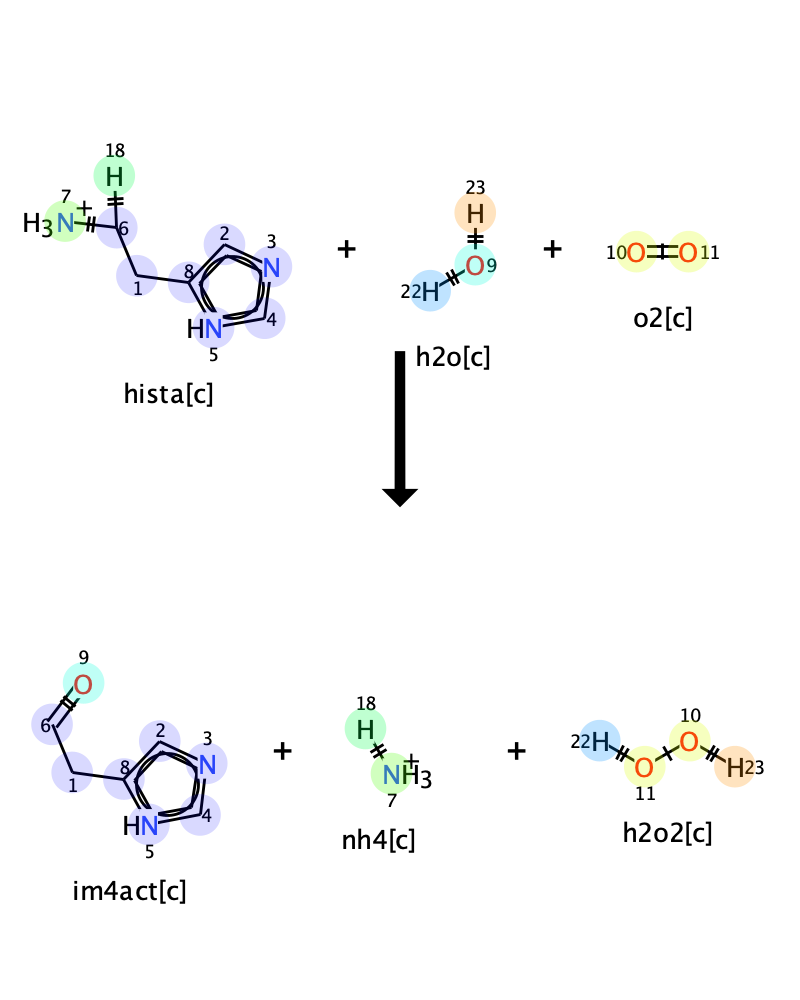 18
H
7
+
H3N
6
2
3
N
8
1
4
HN
5
hista[c]
+
23
H
O9
22H
h2o[c]
+
10O O11
o2[c]
9
O
6
2
3
N
1
8
4
HN
5
im4act[c]
+
18
H
+
NH3
7
nh4[c]
+
10
22H O
O H23
11
h2o2[c]